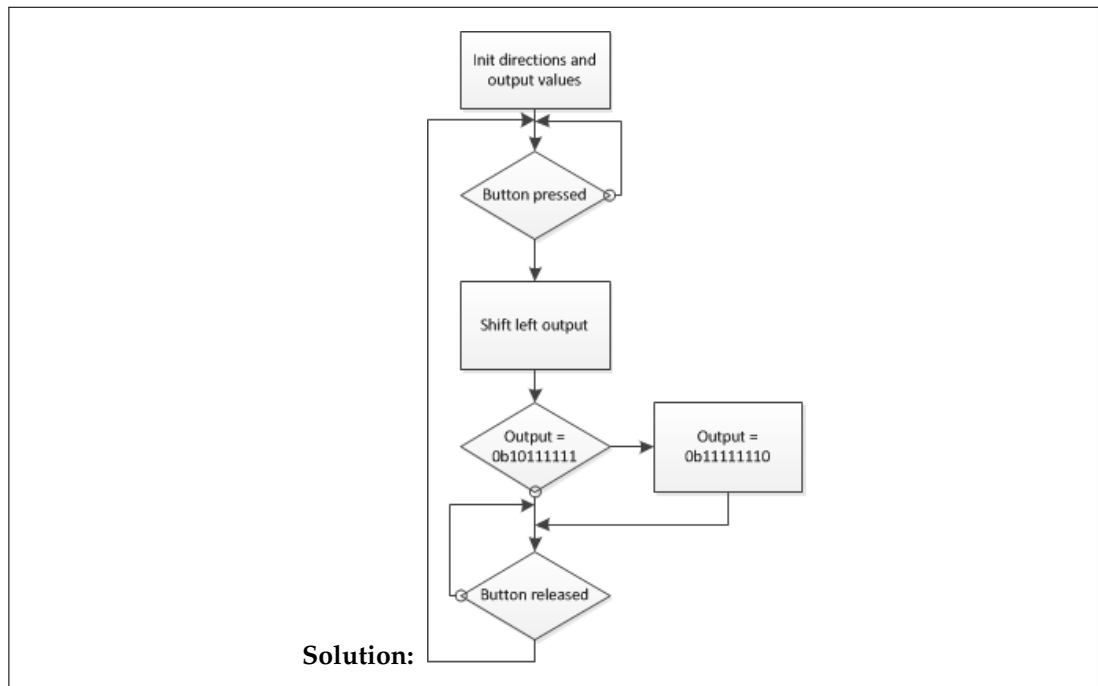 Init directions and
output values
Button pressed
Shift left output
Output =
0b10111111
Output =
0b11111110
Button released
Solution: